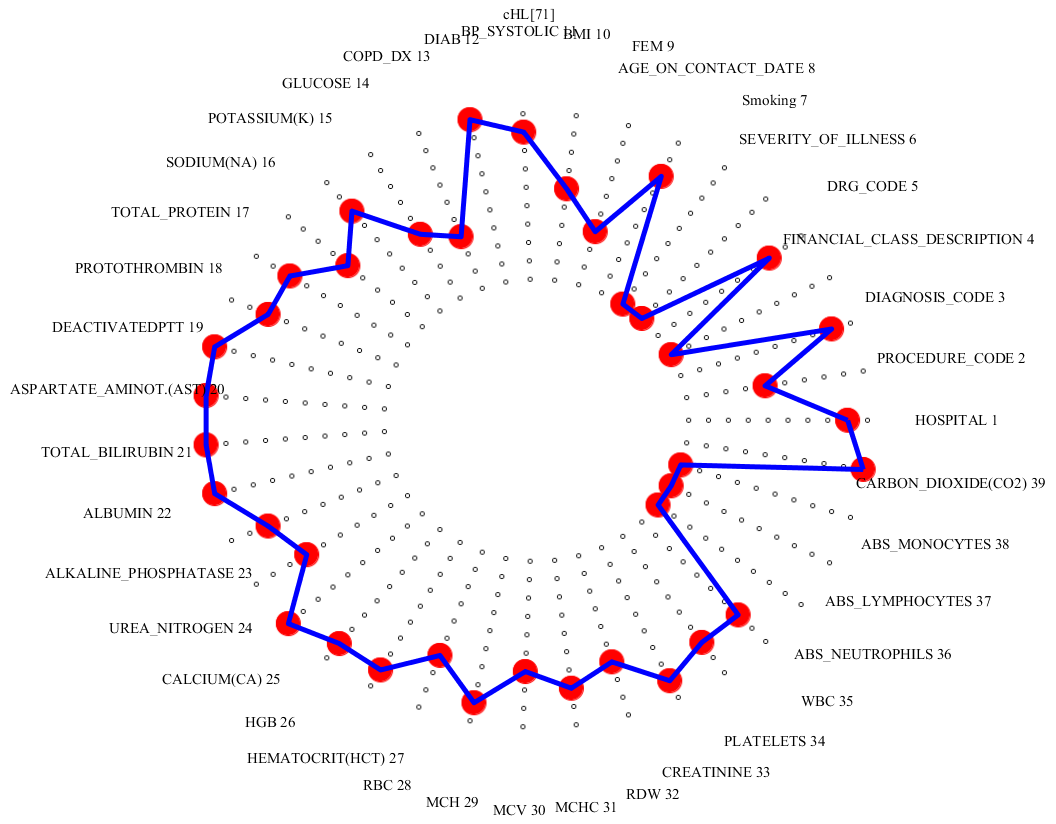 cHL[71]
BP_SYSTOLIC 11
BMI 10
DIAB 12
FEM 9
COPD_DX 13
AGE_ON_CONTACT_DATE 8
GLUCOSE 14
Smoking 7
POTASSIUM(K) 15
SEVERITY_OF_ILLNESS 6
SODIUM(NA) 16
DRG_CODE 5
TOTAL_PROTEIN 17
FINANCIAL_CLASS_DESCRIPTION 4
PROTOTHROMBIN 18
DIAGNOSIS_CODE 3
DEACTIVATEDPTT 19
PROCEDURE_CODE 2
ASPARTATE_AMINOT.(AST) 20
HOSPITAL 1
TOTAL_BILIRUBIN 21
CARBON_DIOXIDE(CO2) 39
ALBUMIN 22
ABS_MONOCYTES 38
ALKALINE_PHOSPHATASE 23
ABS_LYMPHOCYTES 37
UREA_NITROGEN 24
ABS_NEUTROPHILS 36
CALCIUM(CA) 25
WBC 35
HGB 26
PLATELETS 34
HEMATOCRIT(HCT) 27
CREATININE 33
RBC 28
RDW 32
MCH 29
MCV 30
MCHC 31